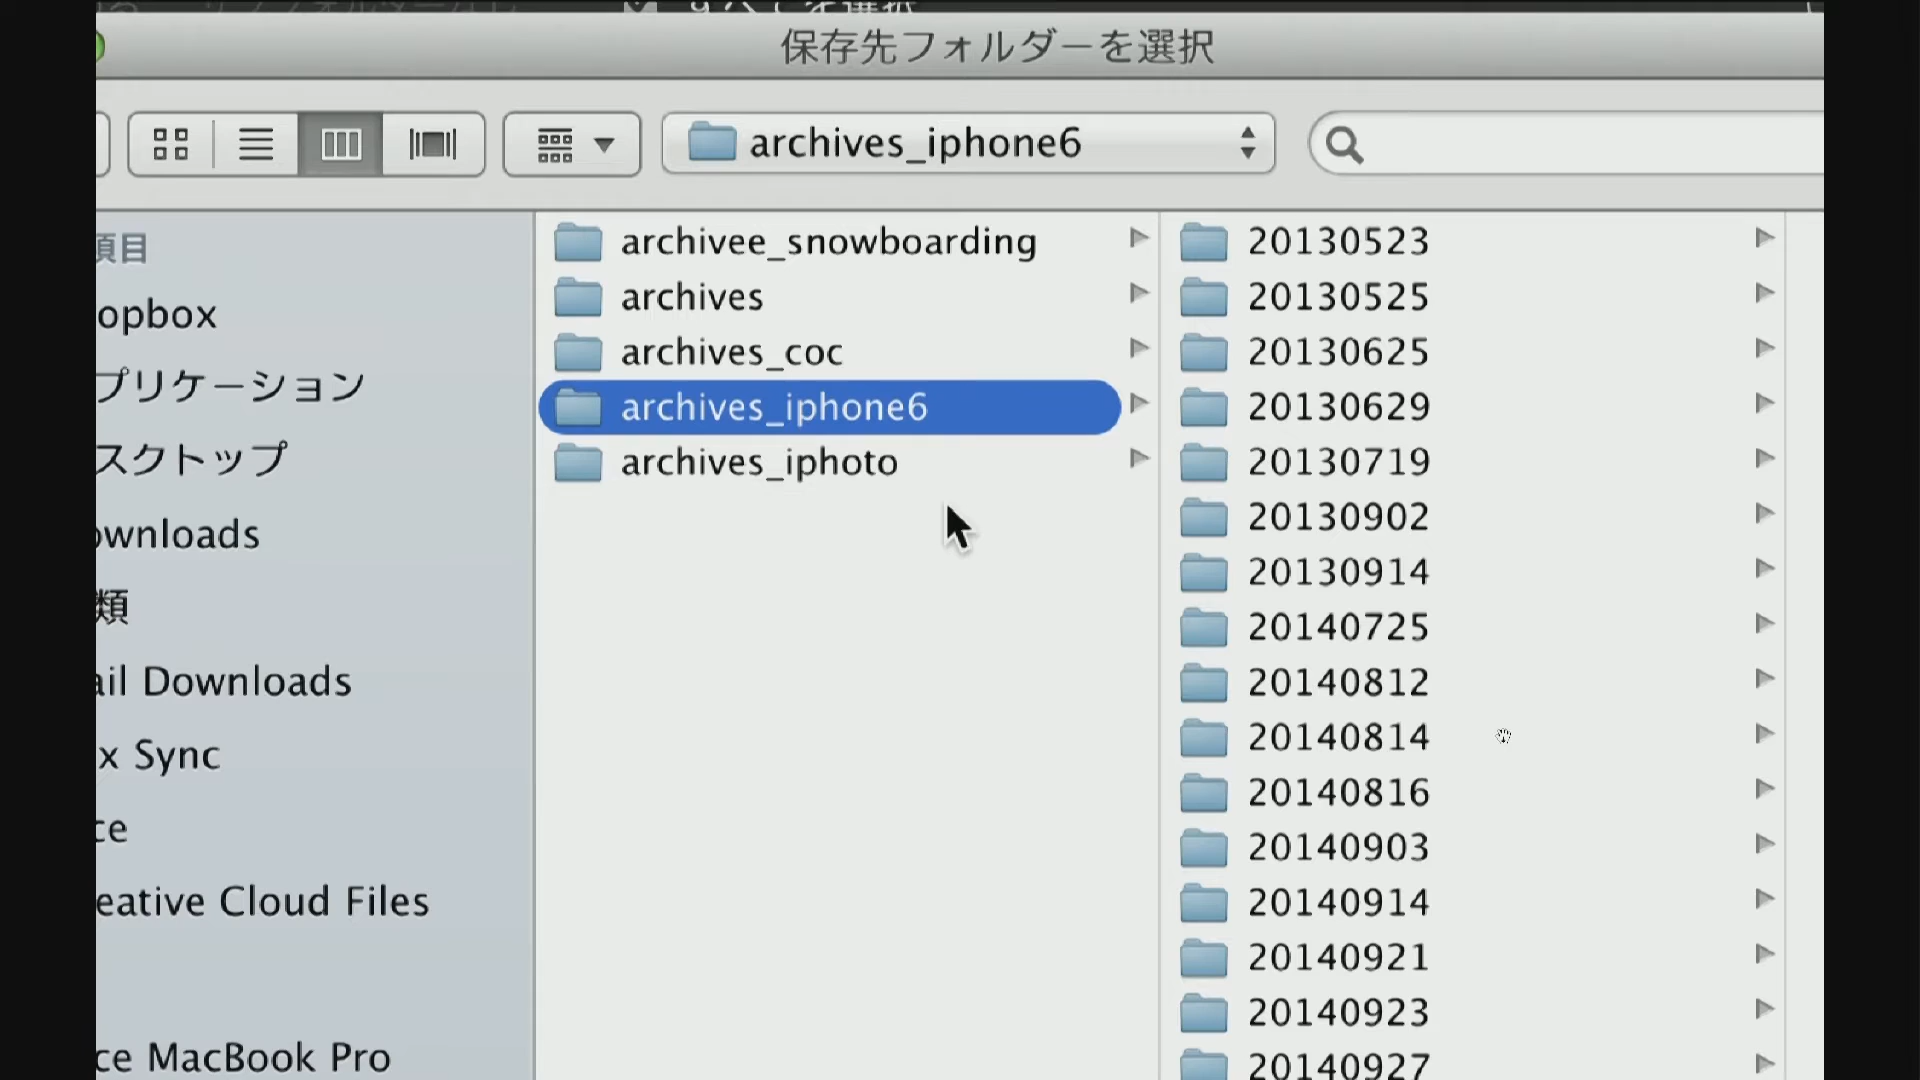 保存先フォルダーを選択
archives_iphone6
項目
opbox
プリケーション
スクトップ
ownloads
類
ail Downloads
x Sync
ce
eative Cloud Files
ce MacBook Pro
archivee_snowboarding
archives
archives_coc
archives_iphone6
archives_iphoto
20130523
20130525
20130625
20130629
20130719
20130902
20130914
20140725
20140812
20140814
20140816
20140903
20140914
20140921
20140923
20140927